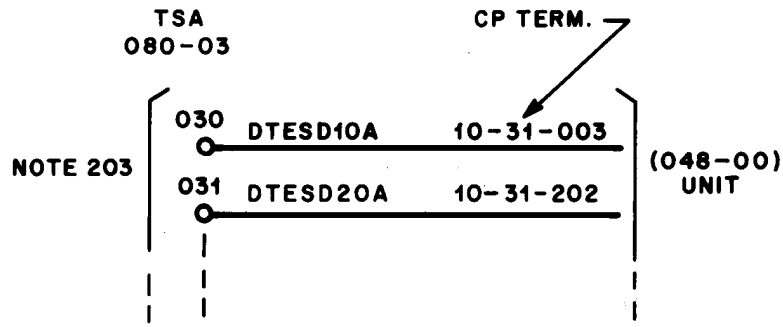 TSA
080-03
CP TERM.
030 DTESD10A 10-31-003
NOTE 203
(048-00)
UNIT
031 DTESD20A 10-31-202